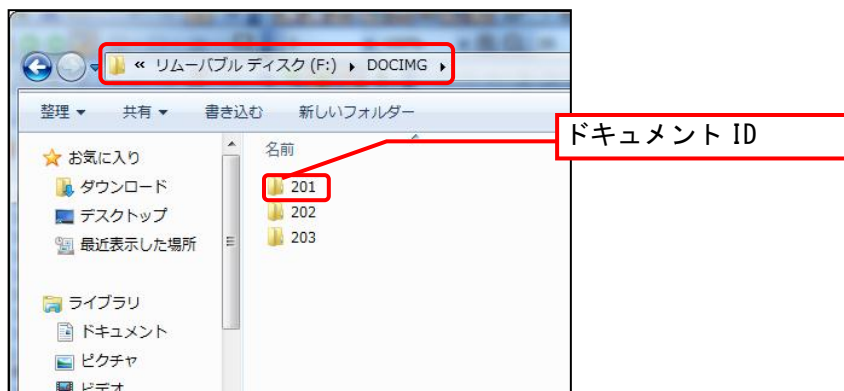 « リムーバブル ディスク (F:) ▸ DOCIMG ▸
整理 ▼ 共有 ▼ 書き込む 新しいフォルダー
ドキュメント ID
名前
お気に入り
ダウンロード
デスクトップ
最近表示した場所
ライブラリ
ドキュメント
ピクチャ
ビデオ
201
202
203